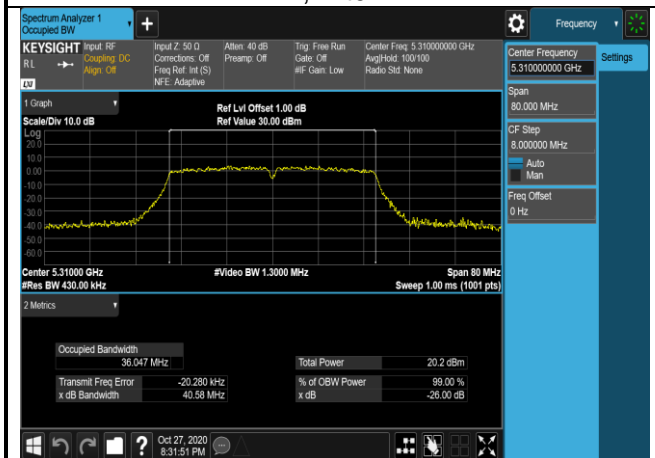 Spectrum Analyzer 1
Occupied BW
Frequency
KEYSIGHT
RL
LXI
Input: RF
Coupling: DC
Align: Off
Input Z: 50 Ω
Corrections: Off
Freq Ref: Int (S)
NFE: Adaptive
Atten: 40 dB
Preamp: Off
Trig: Free Run
Gate: Off
#IF Gain: Low
Center Freq: 5.310000000 GHz
Avg|Hold: 100/100
Radio Std: None
Center Frequency
5.310000000 GHz
Settings
Span
80.000 MHz
CF Step
8.000000 MHz
Auto
Man
Freq Offset
0 Hz
1 Graph
Scale/Div 10.0 dB
Ref Lvl Offset 1.00 dB
Ref Value 30.00 dBm
Log
20.0
10.0
0.00
-10.0
-20.0
-30.0
-40.0
-50.0
-60.0
Center 5.31000 GHz
#Video BW 1.3000 MHz
Span 80 MHz
#Res BW 430.00 kHz
Sweep 1.00 ms (1001 pts)
2 Metrics
Occupied Bandwidth
36.047 MHz
Total Power
20.2 dBm
Transmit Freq Error
-20.280 kHz
% of OBW Power
99.00 %
x dB Bandwidth
40.58 MHz
x dB
-26.00 dB
?
Oct 27, 2020
8:31:51 PM